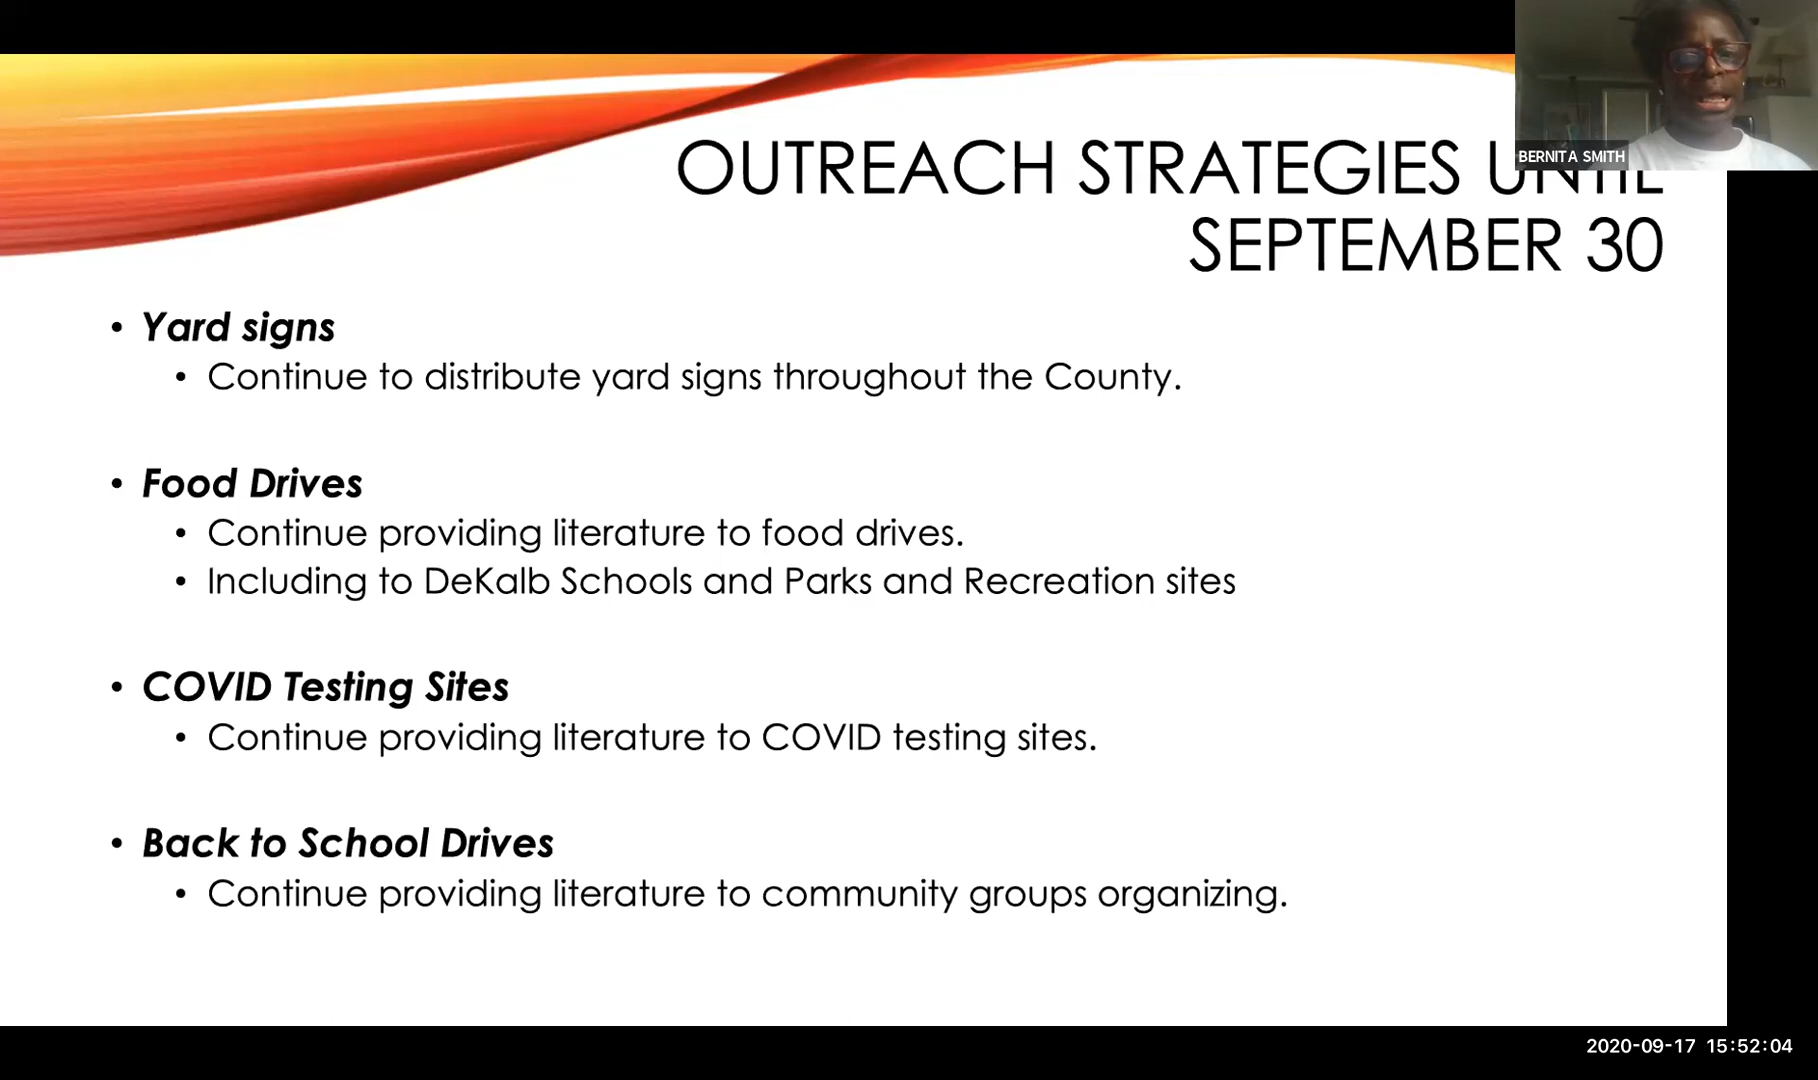 BERNITA SMITH
OUTREACH STRATEGIES UNTIL
SEPTEMBER 30
• Yard signs
• Continue to distribute yard signs throughout the County.
• Food Drives
• Continue providing literature to food drives.
• Including to DeKalb Schools and Parks and Recreation sites
• COVID Testing Sites
• Continue providing literature to COVID testing sites.
• Back to School Drives
• Continue providing literature to community groups organizing.
2020-09-17 15:52:04